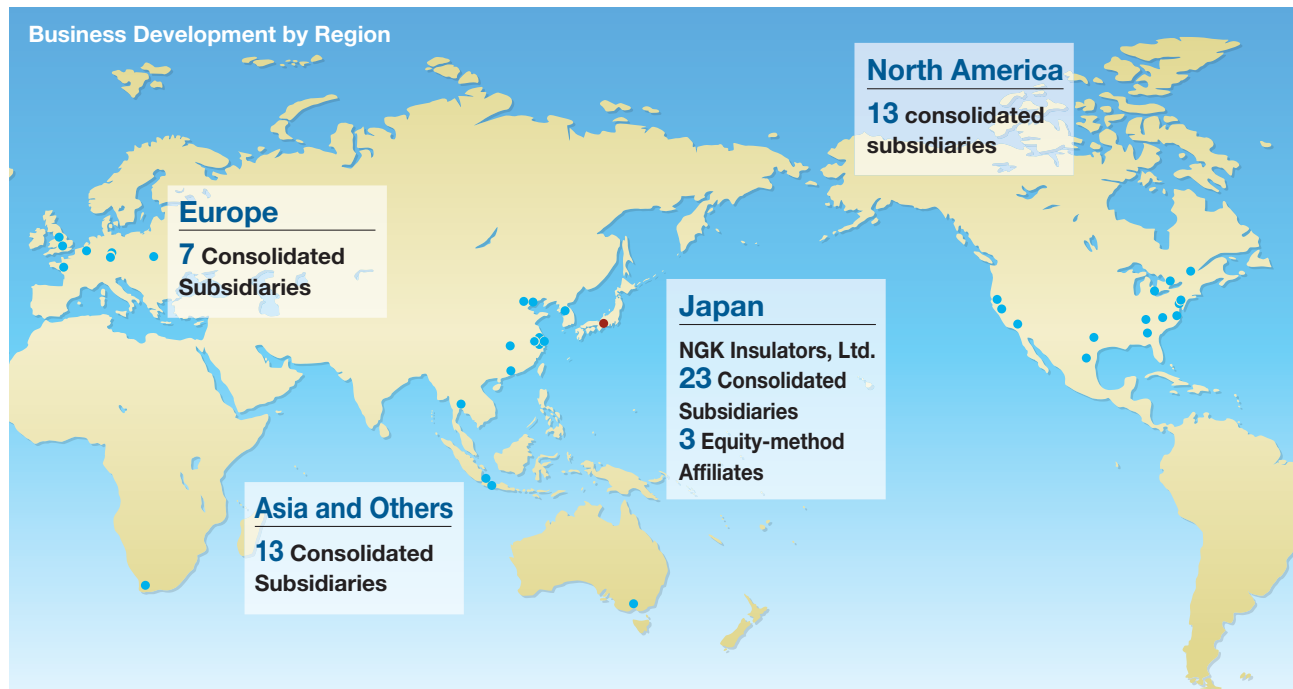 Business Development by Region
North America
13 consolidated
subsidiaries
Europe
7 Consolidated
Subsidiaries
Japan
NGK Insulators, Ltd.
23 Consolidated
Subsidiaries
3 Equity-method
Affiliates
Asia and Others
13 Consolidated
Subsidiaries